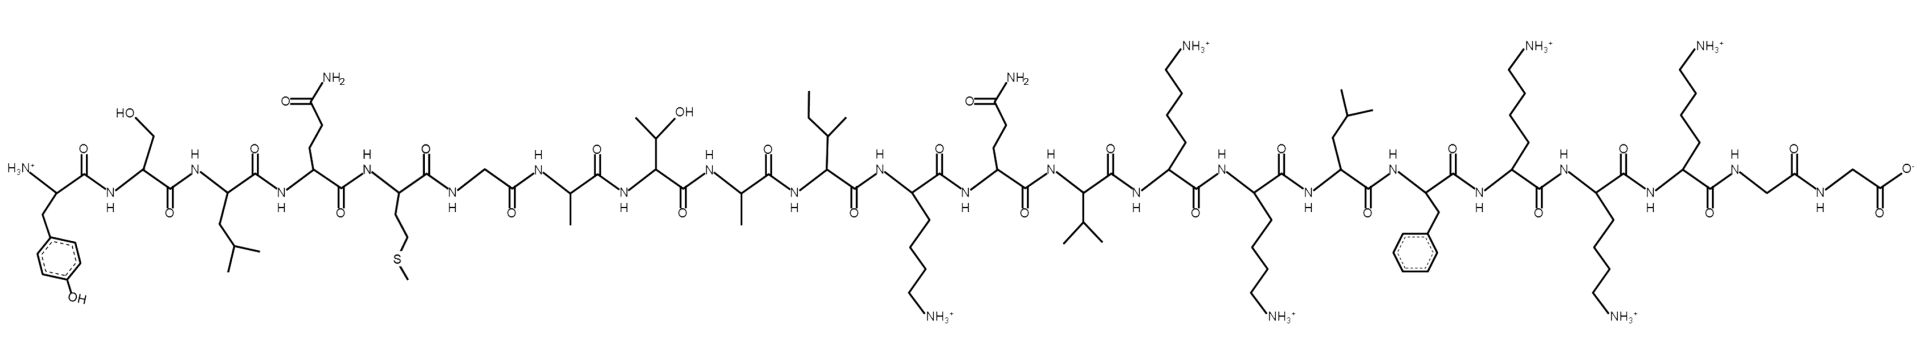 NH₃⁺ NH₃⁺ NH₃⁺
NH₂ NH₂
O O
HO OH
O H O H O H O H O H O H O H O H O H O H O
H₃N⁺ N N N N N N N N N N O⁻
N N N N N N N N N N N
H O H O H O H O H O H O H O H O H O H O H O
S
OH
NH₃⁺ NH₃⁺ NH₃⁺